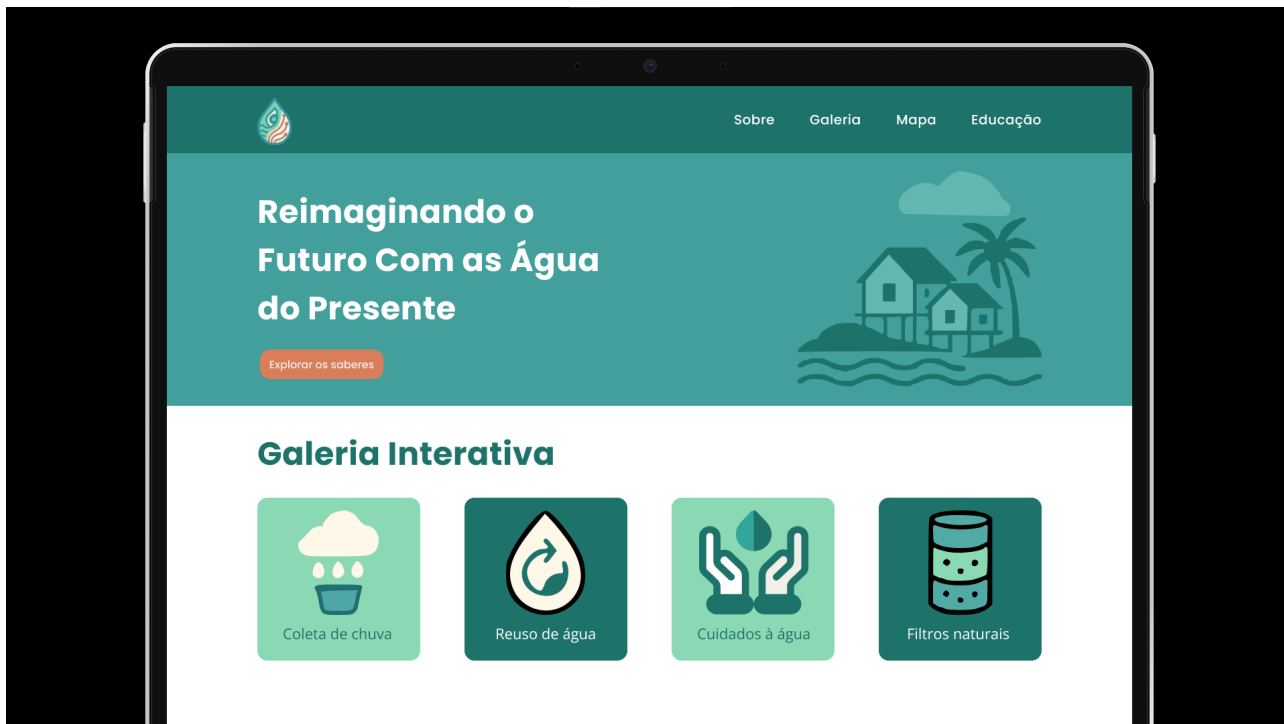 Sobre Galeria Mapa Educação
Reimaginando o
Futuro Com as Água
do Presente
Explorar os saberes
Galeria Interativa
Coleta de chuva
Reuso de água
Cuidados à água
Filtros naturais